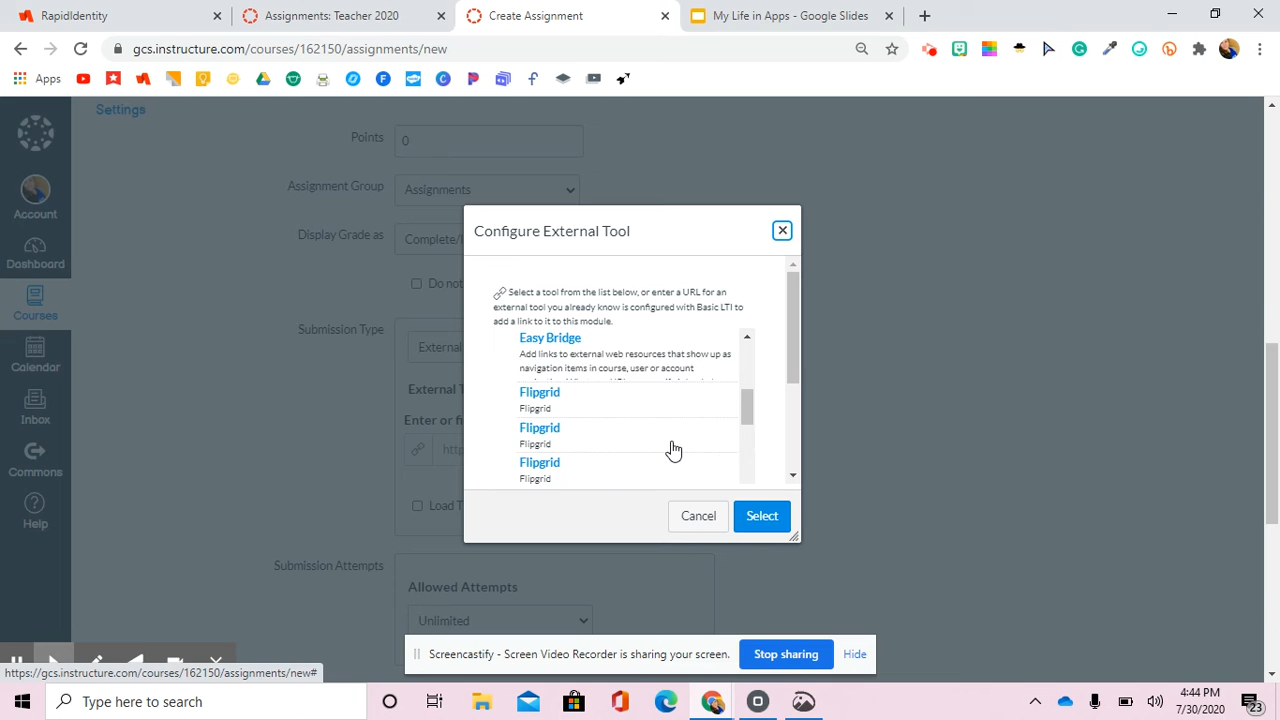 RapidIdentity
Assignments: Teacher 2020
Create Assignment
My Life in Apps - Google Slides
gcs.instructure.com/courses/162150/assignments/new
Apps
Settings
Points
0
Assignment Group
Assignments
Display Grade as
Complete/I
Do not
Submission Type
External
External T
Enter or fi
http
Load T
Submission Attempts
Allowed Attempts
Unlimited
Account
Dashboard
Courses
Calendar
Inbox
Commons
Help
Configure External Tool
Select a tool from the list below, or enter a URL for an
external tool you already know is configured with Basic LTI to
add a link to it to this module.
Easy Bridge
Add links to external web resources that show up as
navigation items in course, user or account
Flipgrid
Flipgrid
Flipgrid
Flipgrid
Flipgrid
Flipgrid
Cancel
Select
Screencastify - Screen Video Recorder is sharing your screen.
Stop sharing
Hide
https://gcs.instructure.com/courses/162150/assignments/new#
Type here to search
4:44 PM
7/30/2020
23